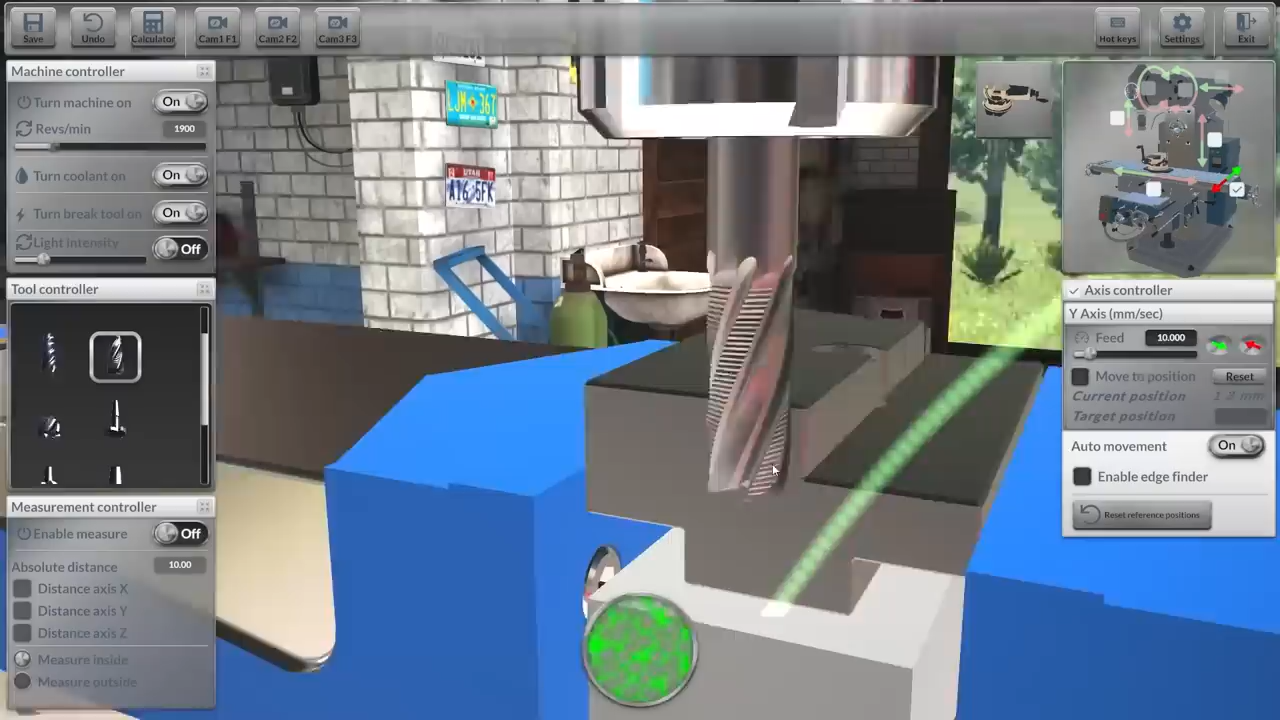 Save
Undo
Calculator
Cam1 F1
Cam2 F2
Cam3 F3
Hot keys
Settings
Exit
Machine controller
Turn machine on
On
Revs/min
1900
Turn coolant on
On
Turn break tool on
On
Light intensity
Off
Tool controller
Measurement controller
Enable measure
Off
Absolute distance
10.00
Distance axis X
Distance axis Y
Distance axis Z
Measure inside
Measure outside
UTAH
Axis controller
Y Axis (mm/sec)
Feed
10.000
Move to position
Reset
Current position
Target position
Auto movement
On
Enable edge finder
Reset reference positions